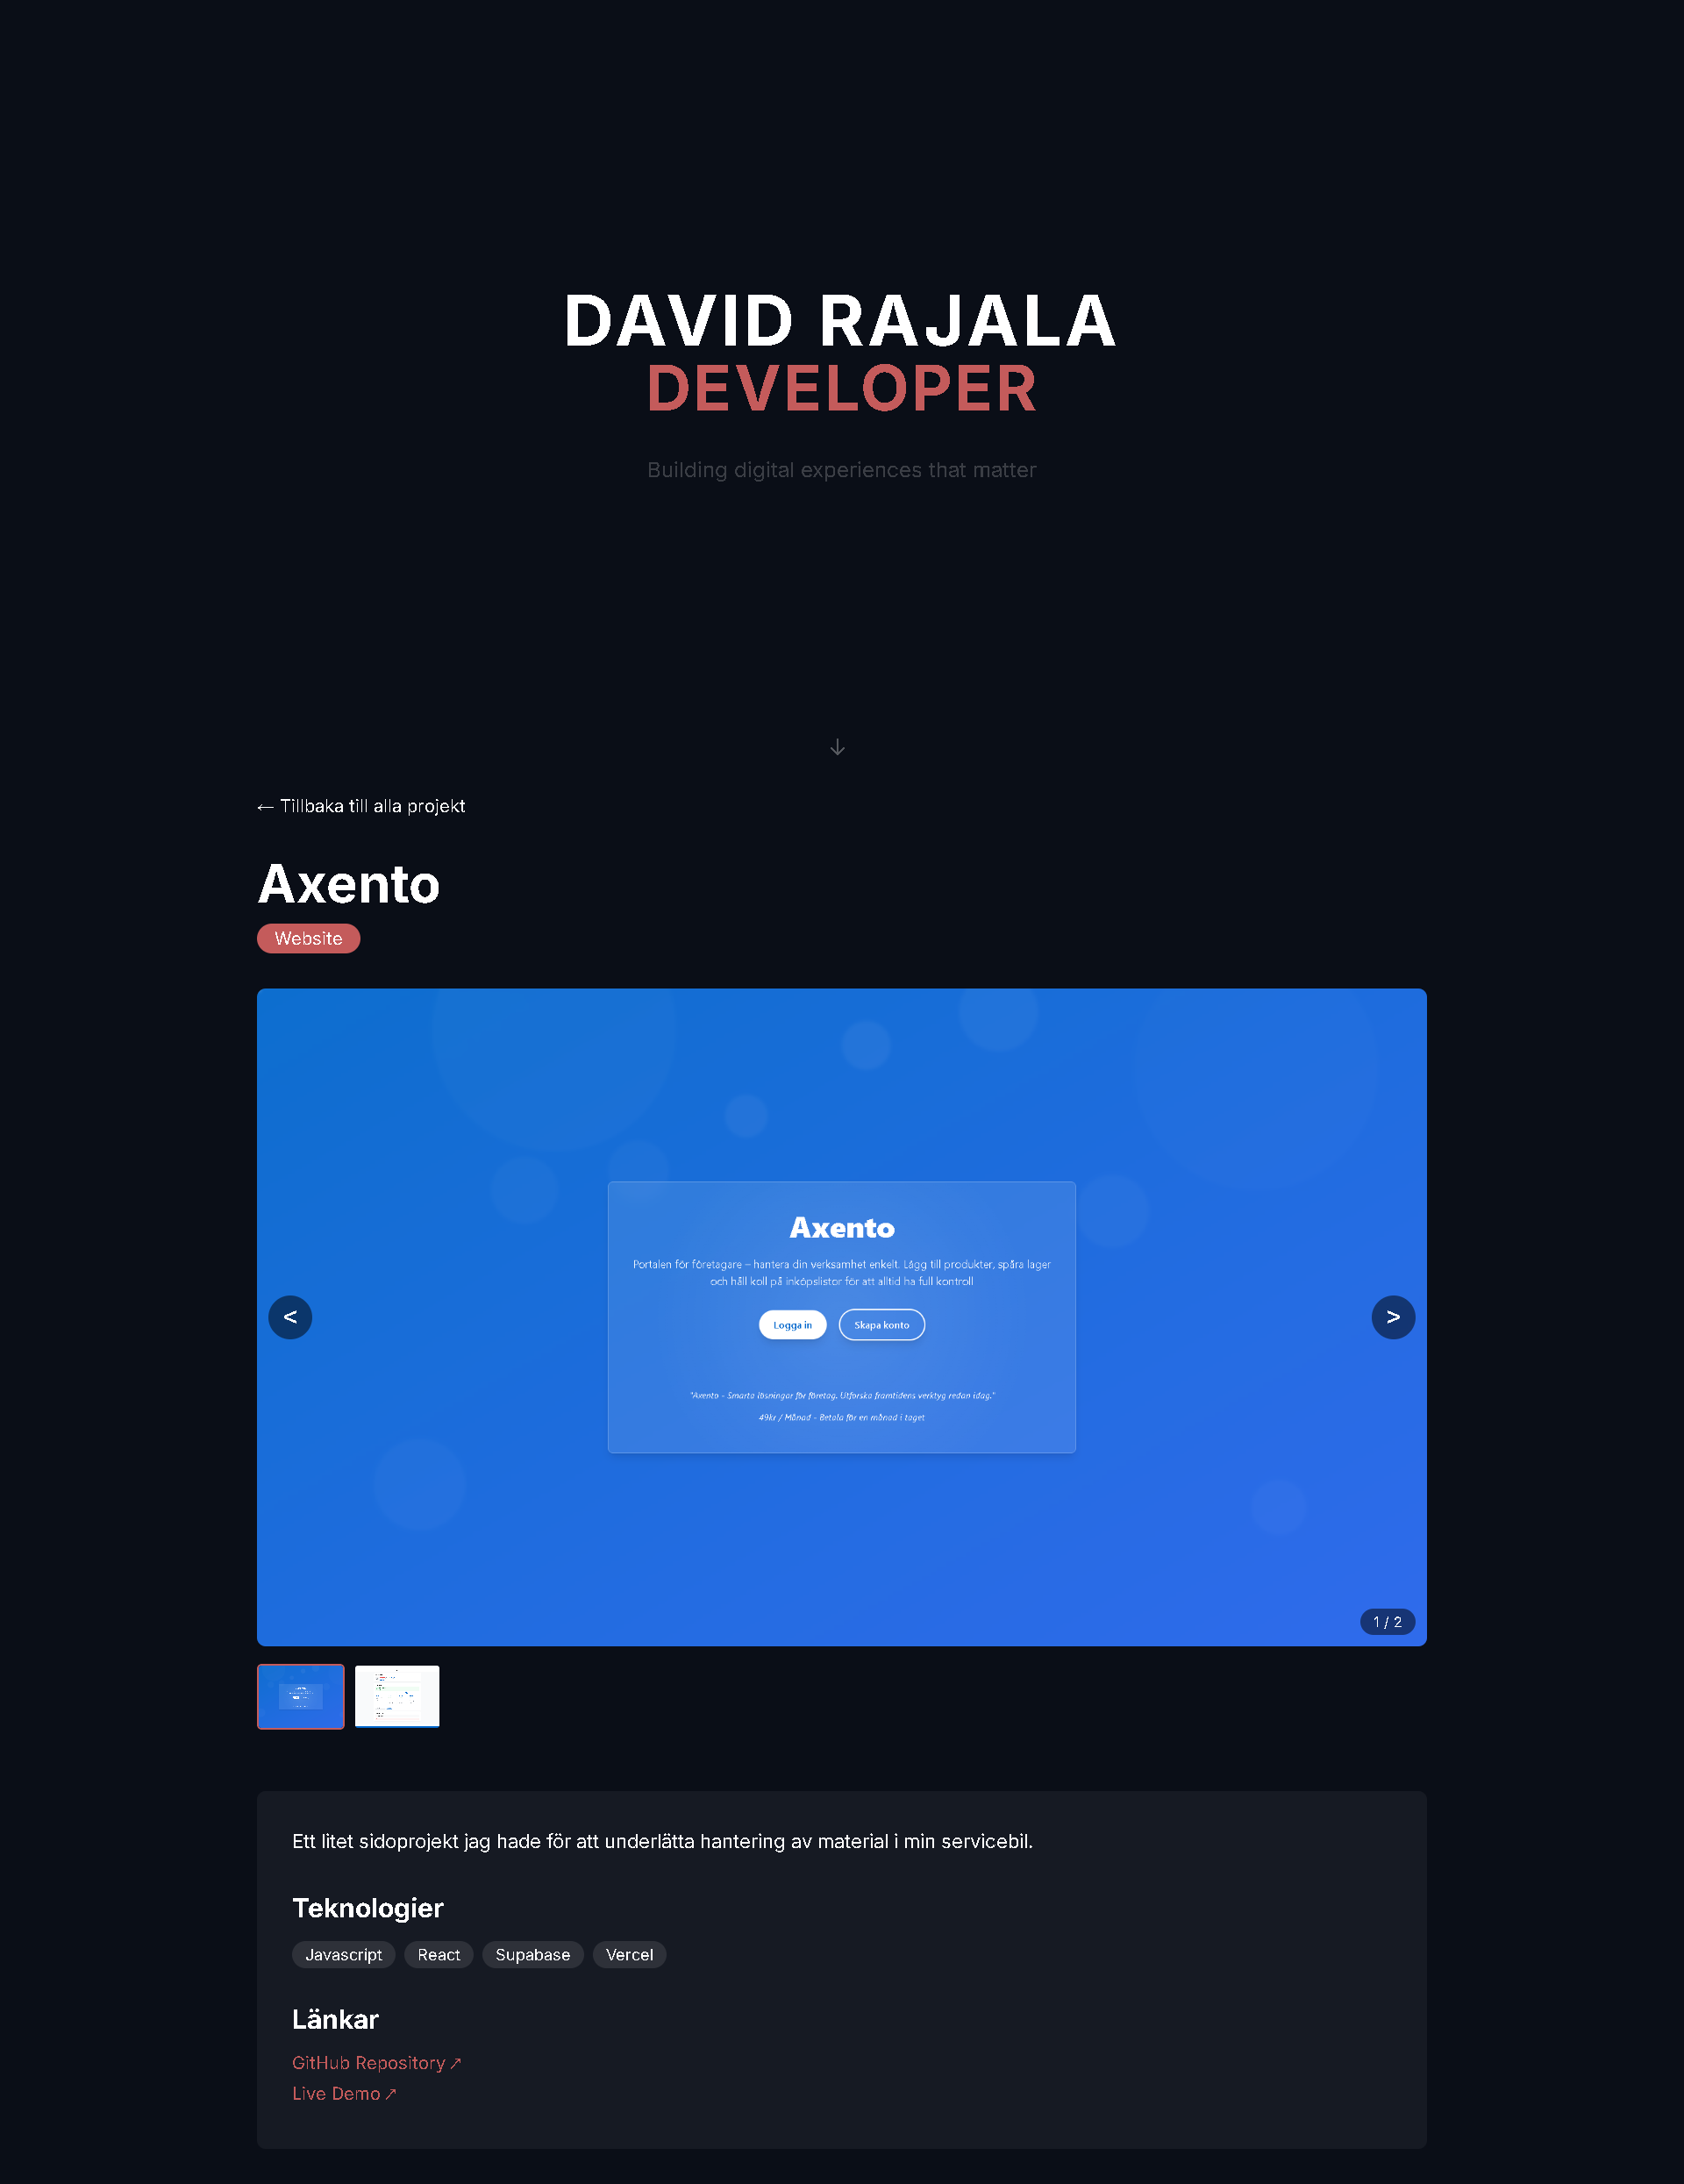 DAVID RAJALA
DEVELOPER
Building digital experiences that matter
↓
← Tillbaka till alla projekt
Axento
Website
Axento
Portalen för företagare – hantera din verksamhet enkelt. Lägg till produkter, spåra lager
och håll koll på inköpslistor för att alltid ha full kontroll
Logga in
Skapa konto
"Axento - Smarta lösningar för företag. Utforska framtidens verktyg redan idag."
49kr / Månad - Betala för en månad i taget
<
>
1 / 2
Ett litet sidoprojekt jag hade för att underlätta hantering av material i min servicebil.
Teknologier
Javascript React Supabase Vercel
Länkar
GitHub Repository ↗
Live Demo ↗